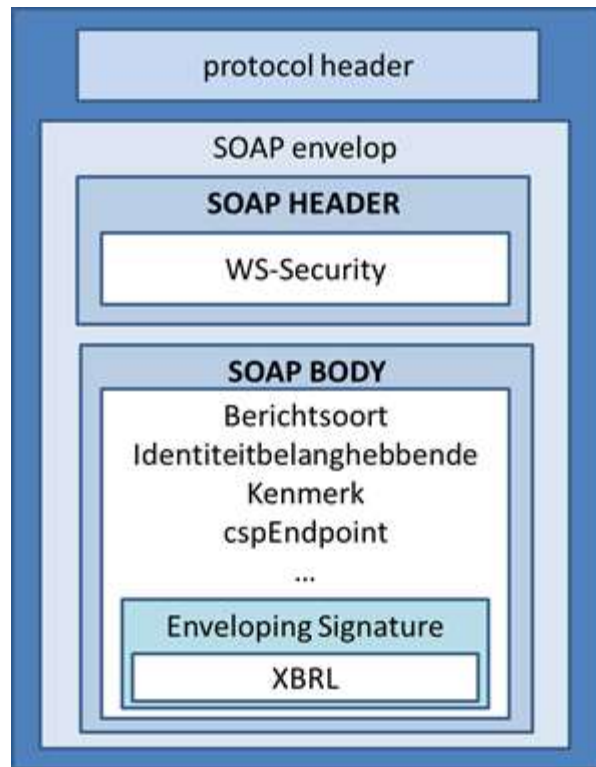 protocol header
SOAP envelop
SOAP HEADER
WS-Security
SOAP BODY
Berichtsoort
Identiteitbelanghebbende
Kenmerk
cspEndpoint
...
Enveloping Signature
XBRL